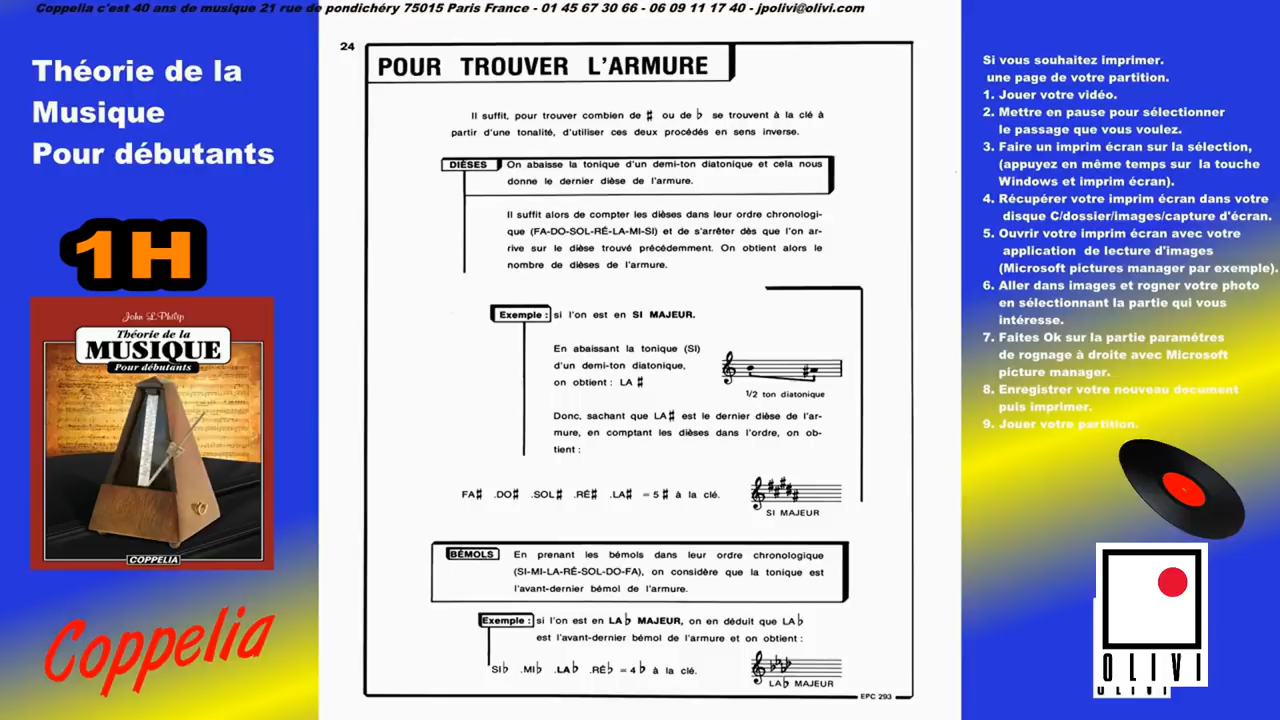 Coppelia c'est 40 ans de musique 21 rue de pondichéry 75015 Paris France - 01 45 67 30 66 - 06 09 11 17 40 - jpolivi@olivi.com
Théorie de la
Musique
Pour débutants
1H
John L.Philip
Théorie de la
MUSIQUE
Pour débutants
COPPELIA
Coppelia
24
POUR TROUVER L'ARMURE
Il suffit, pour trouver combien de ♯ ou de ♭ se trouvent à la clé à
partir d'une tonalité, d'utiliser ces deux procédés en sens inverse.
DIÈSES On abaisse la tonique d'un demi-ton diatonique et cela nous
donne le dernier dièse de l'armure.
Il suffit alors de compter les dièses dans leur ordre chronologi-
que (FA-DO-SOL-RÉ-LA-MI-SI) et de s'arrêter dès que l'on ar-
rive sur le dièse trouvé précédemment. On obtient alors le
nombre de dièses de l'armure.
Exemple : si l'on est en SI MAJEUR.
En abaissant la tonique (SI)
d'un demi-ton diatonique,
on obtient : LA ♯
1/2 ton diatonique
Donc, sachant que LA♯ est le dernier dièse de l'ar-
mure, en comptant les dièses dans l'ordre, on ob-
tient :
FA♯ .DO♯ .SOL♯ .RÉ♯ .LA♯ = 5 ♯ à la clé.
SI MAJEUR
BÉMOLS En prenant les bémols dans leur ordre chronologique
(SI-MI-LA-RÉ-SOL-DO-FA), on considère que la tonique est
l'avant-dernier bémol de l'armure.
Exemple : si l'on est en LA♭ MAJEUR, on en déduit que LA♭
est l'avant-dernier bémol de l'armure et on obtient :
SI♭ .MI♭ .LA♭ .RÉ♭ = 4 ♭ à la clé.
LA♭ MAJEUR
EPC 293
Si vous souhaitez imprimer.
une page de votre partition.
1. Jouer votre vidéo.
2. Mettre en pause pour sélectionner
le passage que vous voulez.
3. Faire un imprim écran sur la sélection,
(appuyez en même temps sur la touche
Windows et imprim écran).
4. Récupérer votre imprim écran dans votre
disque C/dossier/images/capture d'écran.
5. Ouvrir votre imprim écran avec votre
application de lecture d'images
(Microsoft pictures manager par exemple).
6. Aller dans images et rogner votre photo
en sélectionnant la partie qui vous
intéresse.
7. Faites Ok sur la partie paramétres
de rognage à droite avec Microsoft
picture manager.
8. Enregistrer votre nouveau document
puis imprimer.
9. Jouer votre partition.
OLIVI
OLIVI